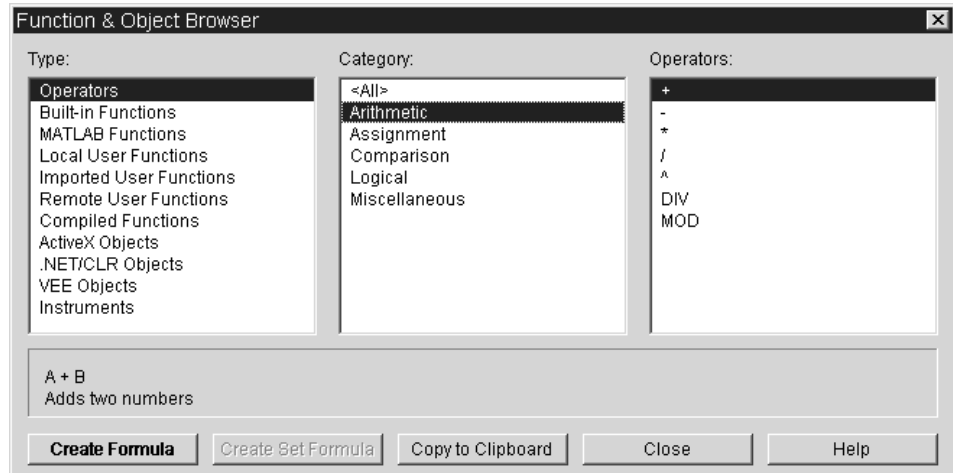 Function & Object Browser
Type:
Operators
Built-in Functions
MATLAB Functions
Local User Functions
Imported User Functions
Remote User Functions
Compiled Functions
ActiveX Objects
.NET/CLR Objects
VEE Objects
Instruments
Category:
<All>
Arithmetic
Assignment
Comparison
Logical
Miscellaneous
Operators:
+
-
*
/
^
DIV
MOD
A + B
Adds two numbers
Create Formula
Create Set Formula
Copy to Clipboard
Close
Help